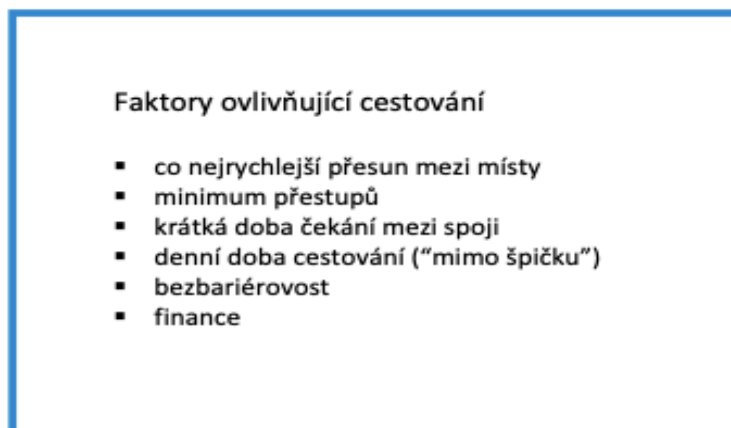 Faktory ovlivňující cestování
▪ co nejrychlejší přesun mezi místy
▪ minimum přestupů
▪ krátká doba čekání mezi spoji
▪ denní doba cestování (“mimo špičku”)
▪ bezbariérovost
▪ finance